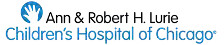 Ann & Robert H. Lurie
Children's Hospital of Chicago®